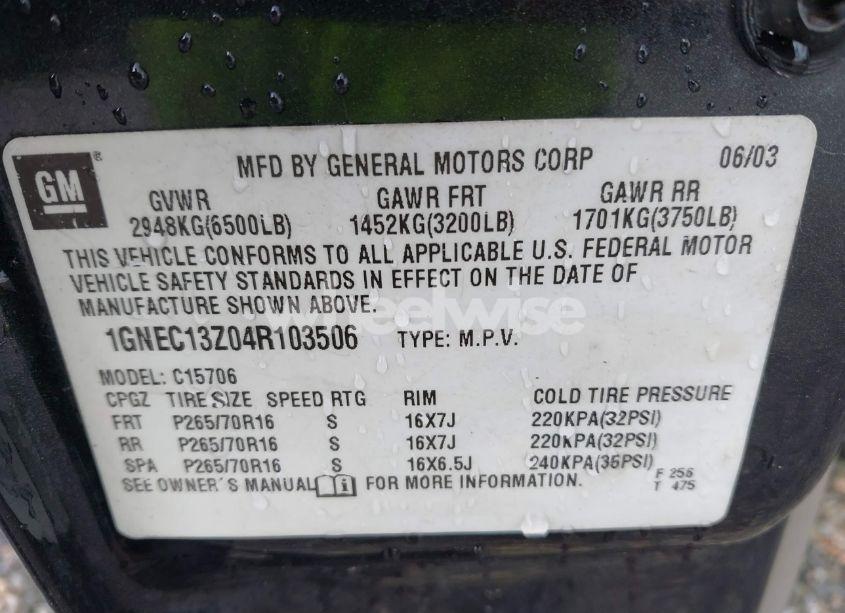 GM ®
MFD BY GENERAL MOTORS CORP 06/03
GVWR GAWR FRT GAWR RR
2948KG(6500LB) 1452KG(3200LB) 1701KG(3750LB)
THIS VEHICLE CONFORMS TO ALL APPLICABLE U.S. FEDERAL MOTOR
VEHICLE SAFETY STANDARDS IN EFFECT ON THE DATE OF
MANUFACTURE SHOWN ABOVE.
wheelwise
1GNEC13Z04R103506 TYPE: M.P.V.
MODEL: C15706
CPGZ TIRE SIZE SPEED RTG RIM COLD TIRE PRESSURE
FRT P265/70R16 S 16X7J 220KPA(32PSI)
RR P265/70R16 S 16X7J 220KPA(32PSI)
SPA P265/70R16 S 16X6.5J 240KPA(35PSI)
SEE OWNER'S MANUAL i FOR MORE INFORMATION.
F 256
T 475